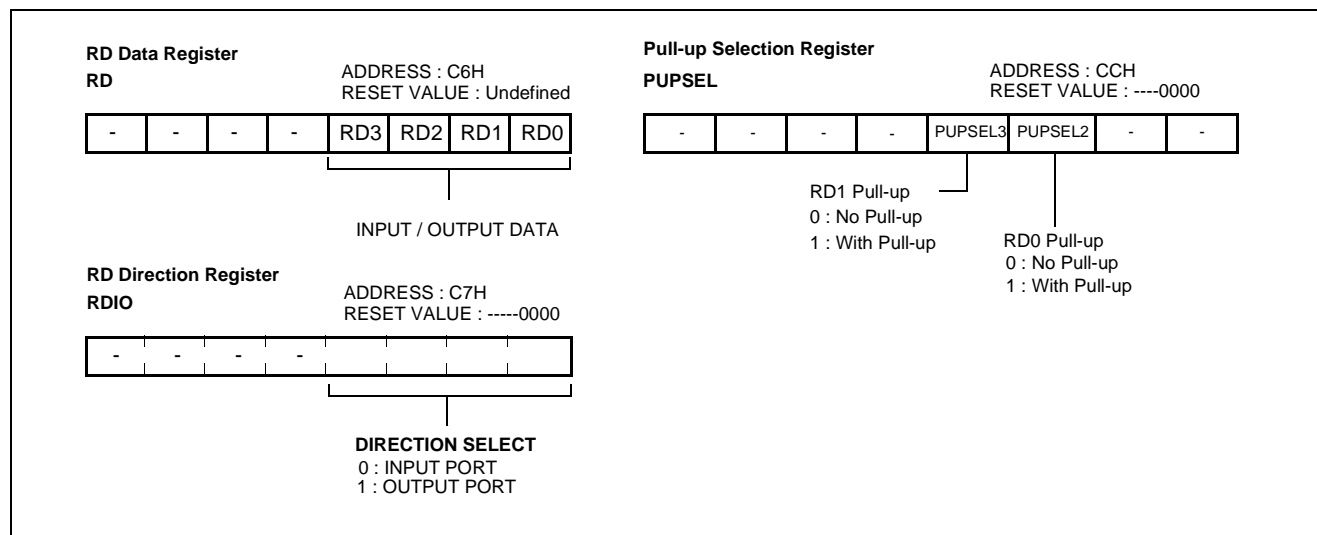 RD Data Register
RD
ADDRESS : C6H
RESET VALUE : Undefined
- - - - RD3 RD2 RD1 RD0
INPUT / OUTPUT DATA
RD Direction Register
RDIO
ADDRESS : C7H
RESET VALUE : -----0000
- - - -
DIRECTION SELECT
0 : INPUT PORT
1 : OUTPUT PORT
Pull-up Selection Register
PUPSEL
ADDRESS : CCH
RESET VALUE : ----0000
- - - - PUPSEL3 PUPSEL2 - -
RD1 Pull-up
0 : No Pull-up
1 : With Pull-up
RD0 Pull-up
0 : No Pull-up
1 : With Pull-up